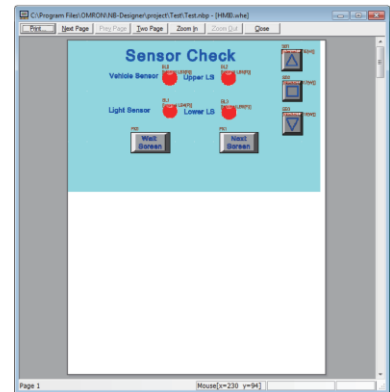 C:\Program Files\OMRON\NB-Designer\project\Test\Test.nbp - [HMI0.whe]
Print... Next Page Prev Page Two Page Zoom In Zoom Out Close
Sensor Check
Vehicle Sensor Upper LS
Light Sensor Lower LS
Wait Screen
Next Screen
Page 1 Mouse[x=230 y=94]